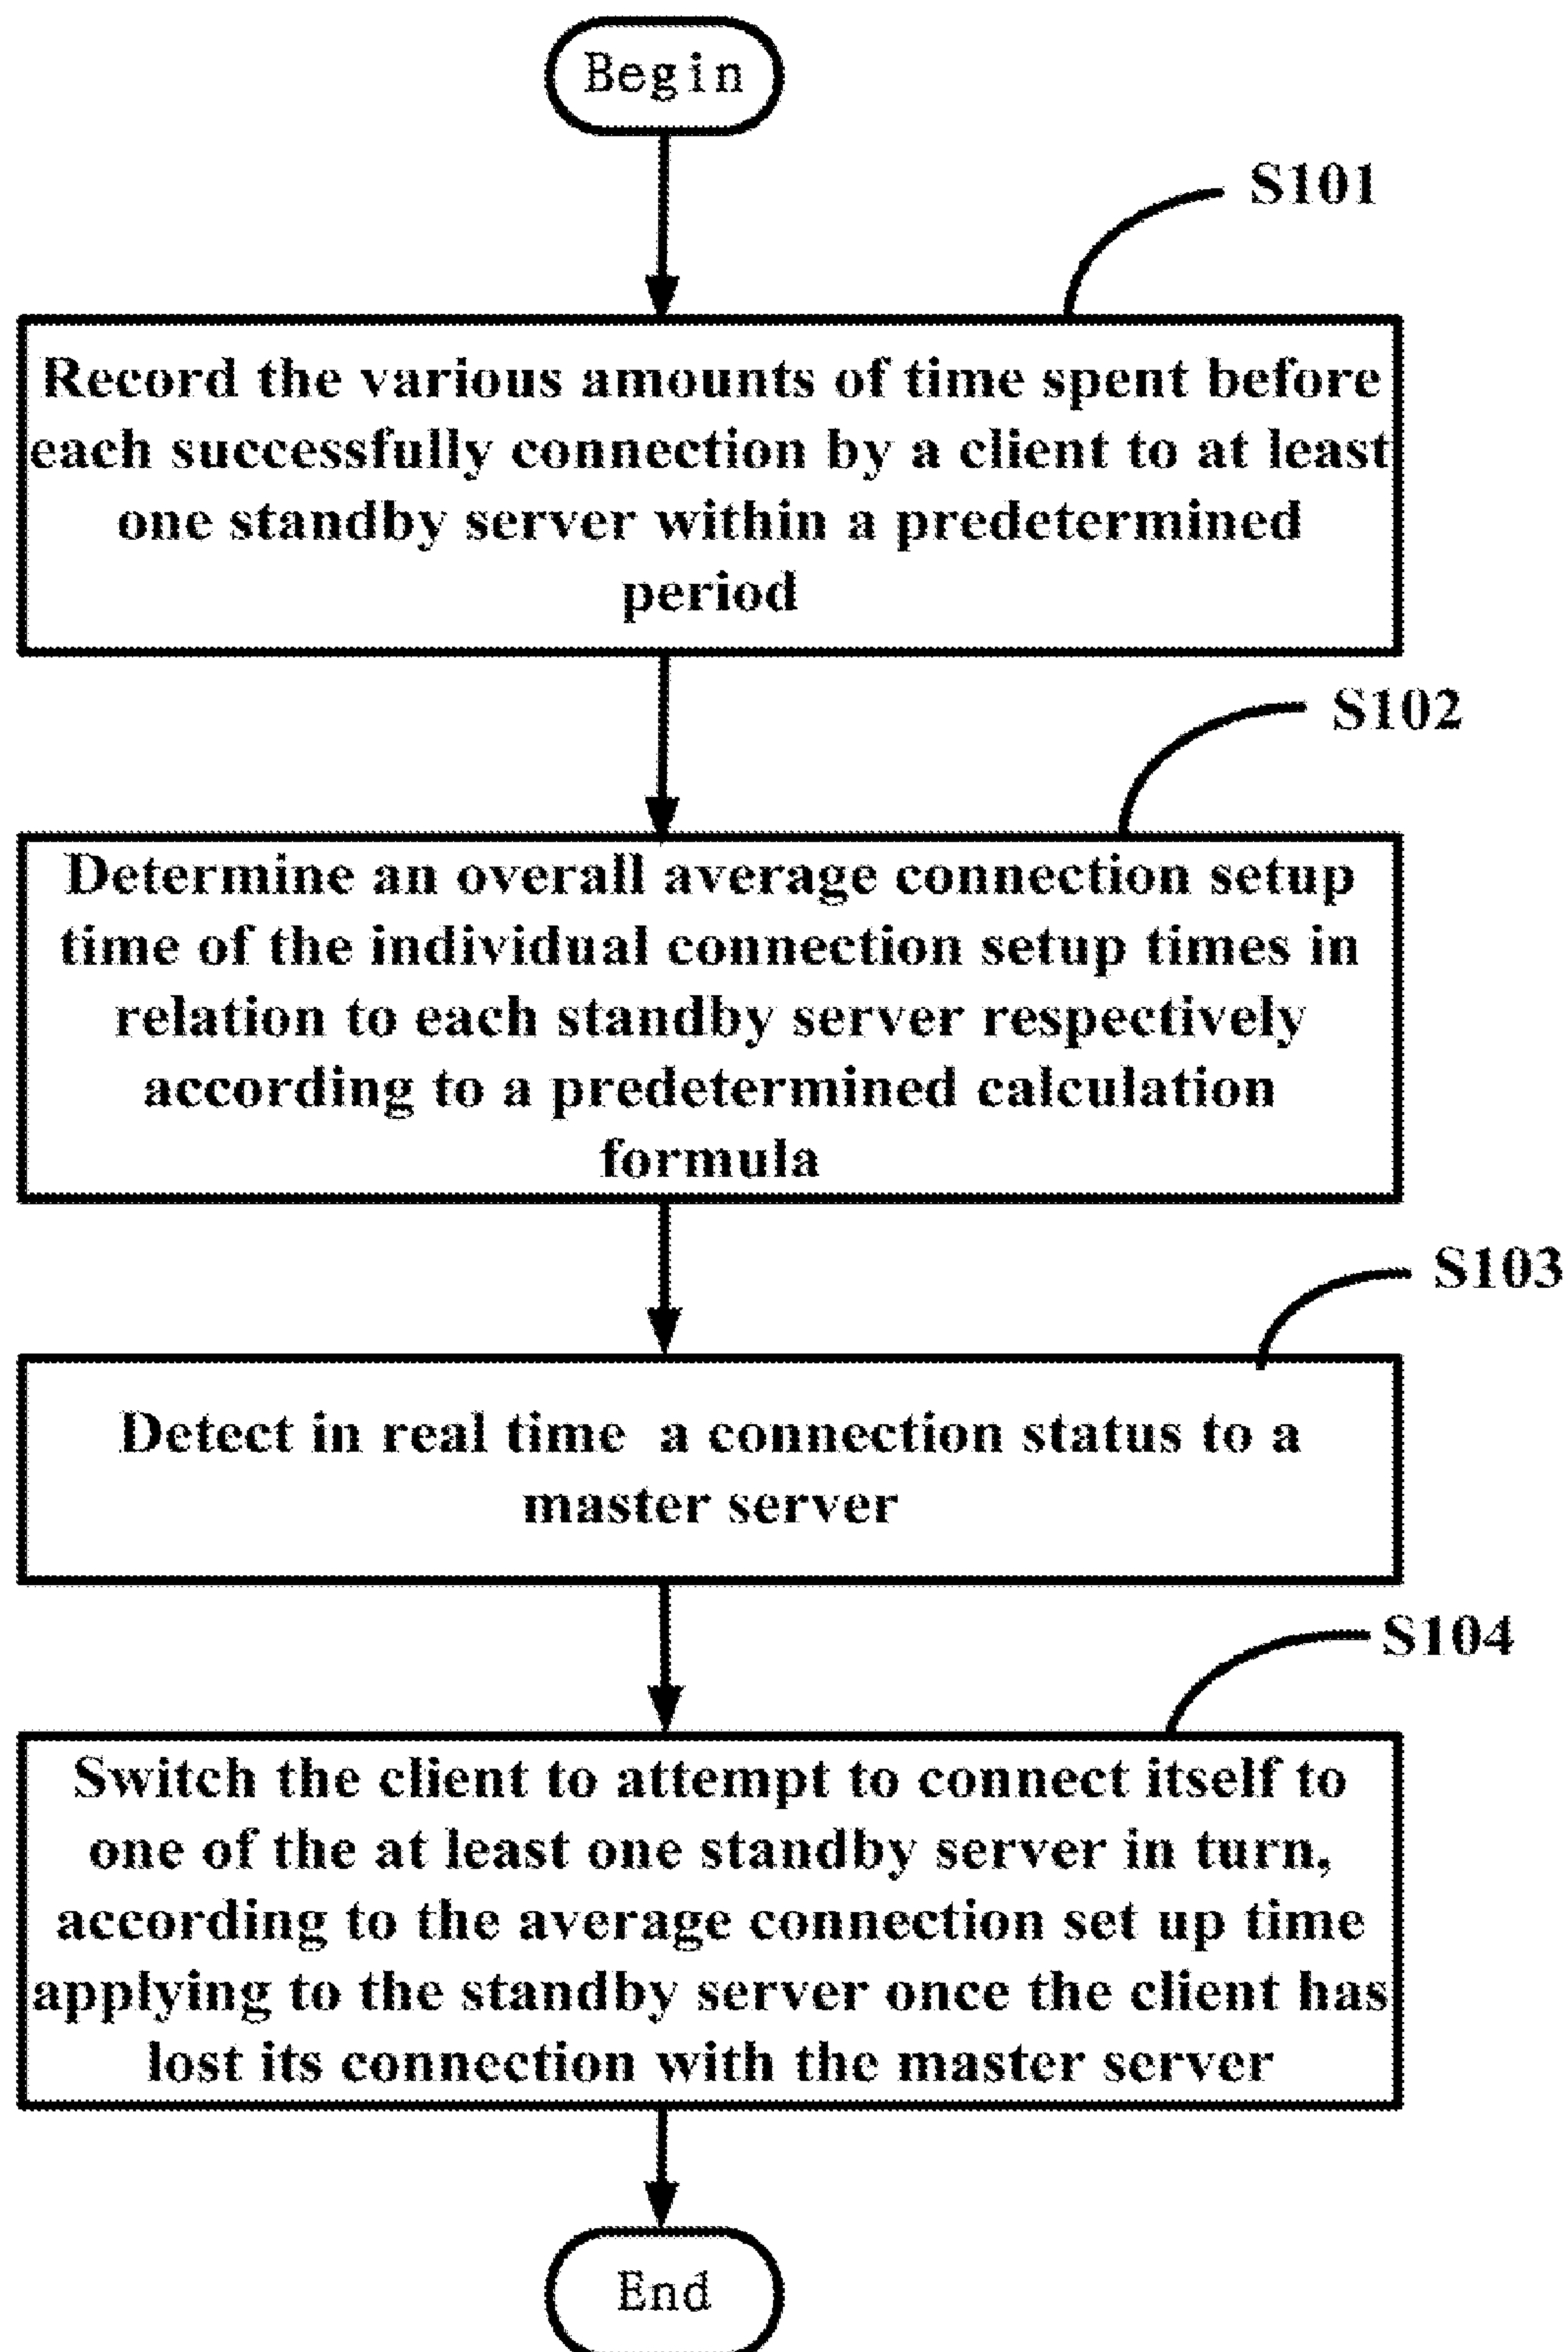 Begin
S101
Record the various amounts of time spent before
each successfully connection by a client to at least
one standby server within a predetermined
period
S102
Determine an overall average connection setup
time of the individual connection setup times in
relation to each standby server respectively
according to a predetermined calculation
formula
S103
Detect in real time a connection status to a
master server
S104
Switch the client to attempt to connect itself to
one of the at least one standby server in turn,
according to the average connection set up time
applying to the standby server once the client has
lost its connection with the master server
End